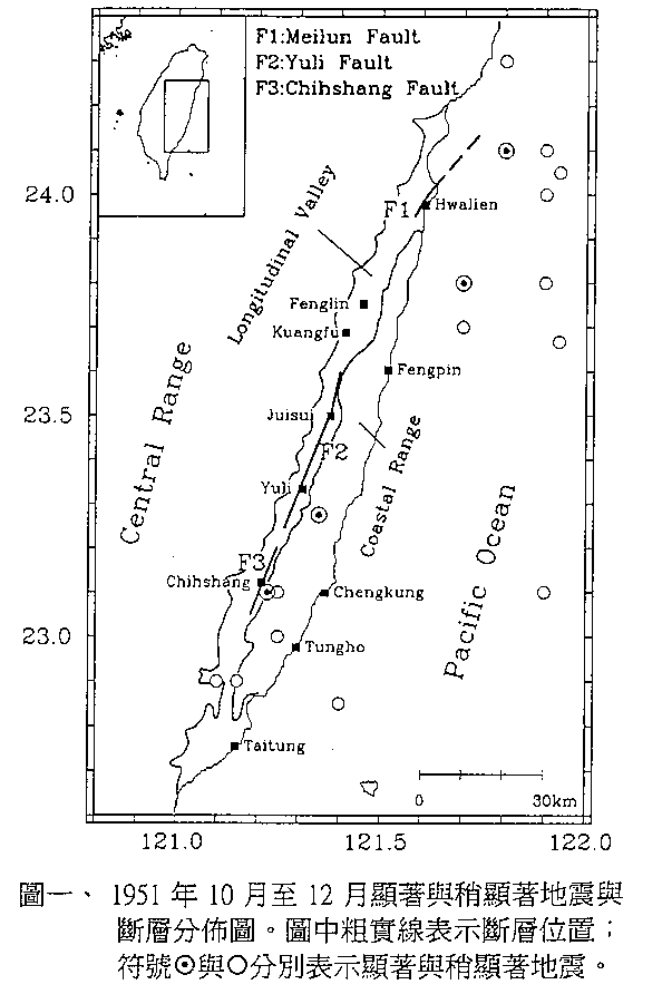 F1:Meilun Fault
F2:Yuli Fault
F3:Chihshang Fault
24.0
F1
Hwalien
Longitudinal Valley
Fenglin
Kuangfu
Fengpin
Central Range
23.5
Juisui
F2
Coastal Range
Yuli
Pacific Ocean
F3
Chihshang
Chengkung
23.0
Tungho
Taitung
0
30km
121.0
121.5
122.0
圖一、 1951 年 10 月至 12 月顯著與稍顯著地震與
斷層分佈圖。圖中粗實線表示斷層位置;
符號⊙與○分別表示顯著與稍顯著地震。